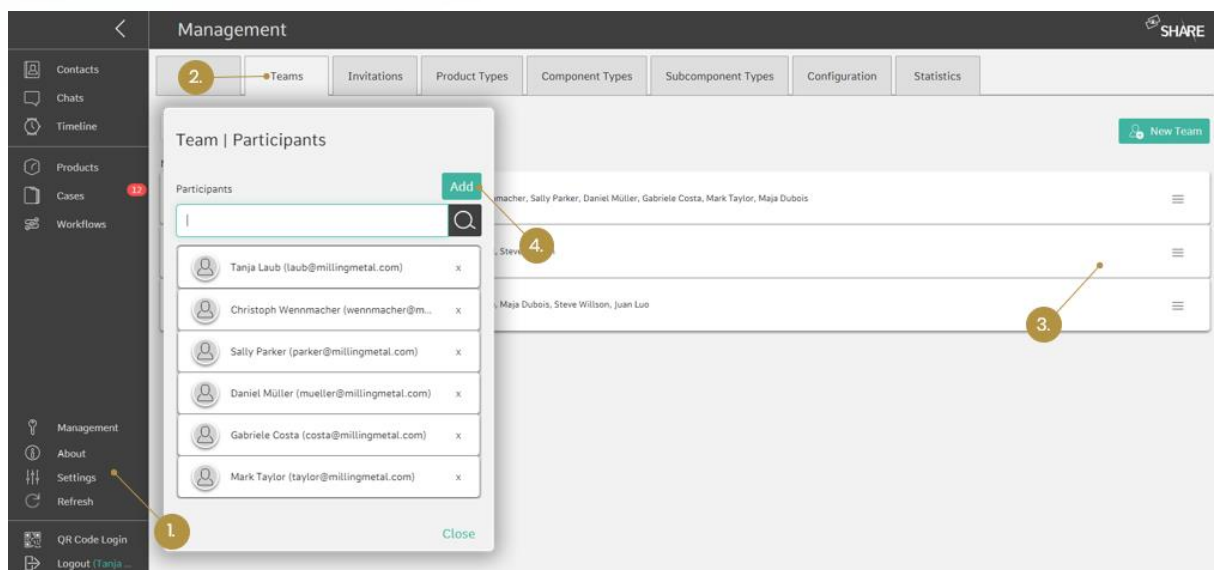 Management
SHARE
Contacts
Chats
Timeline
Products
Cases 12
Workflows
Management
About
Settings
Refresh
QR Code Login
Logout (Tanja ...
1.
2.
Teams
Invitations
Product Types
Component Types
Subcomponent Types
Configuration
Statistics
New Team
Team | Participants
Participants
Add
Tanja Laub (laub@millingmetal.com) x
Christoph Wennmacher (wennmacher@m... x
Sally Parker (parker@millingmetal.com) x
Daniel Müller (mueller@millingmetal.com) x
Gabriele Costa (costa@millingmetal.com) x
Mark Taylor (taylor@millingmetal.com) x
Close
4.
nmacher, Sally Parker, Daniel Müller, Gabriele Costa, Mark Taylor, Maja Dubois
, Steve
, Maja Dubois, Steve Willson, Juan Luo
3.